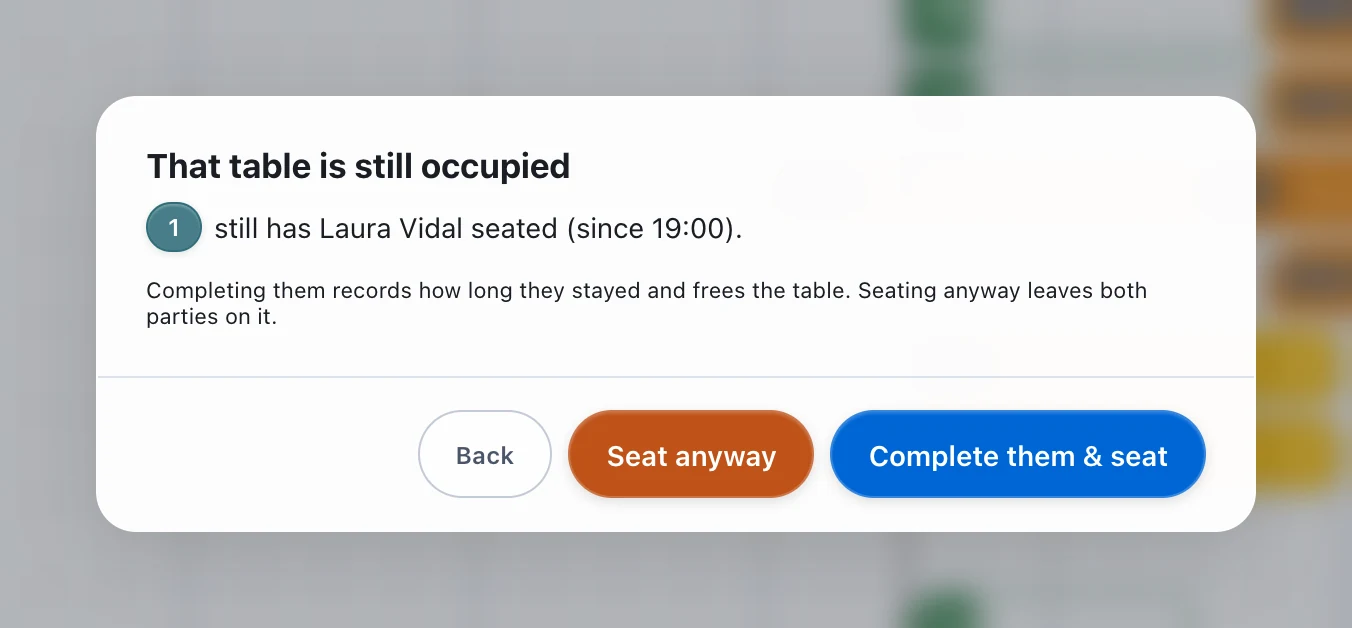 That table is still occupied
1 still has Laura Vidal seated (since 19:00).
Completing them records how long they stayed and frees the table. Seating anyway leaves both
parties on it.
Back
Seat anyway
Complete them & seat